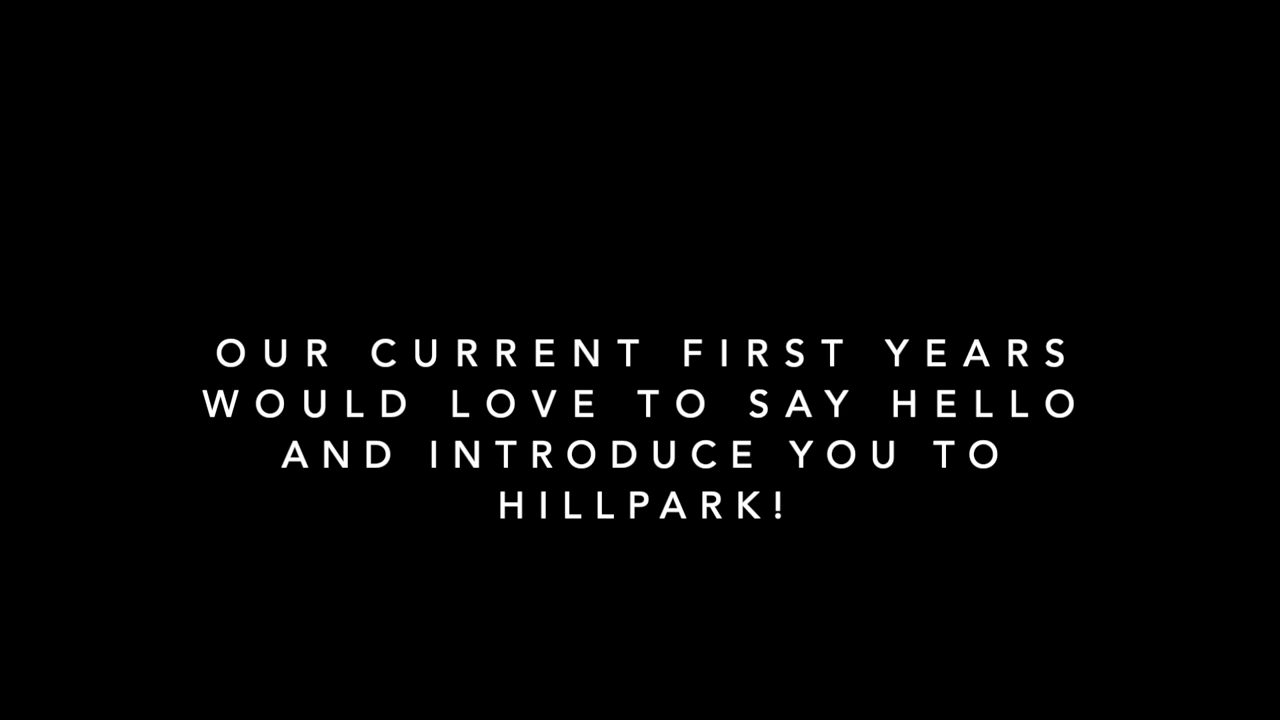 OUR CURRENT FIRST YEARS
WOULD LOVE TO SAY HELLO
AND INTRODUCE YOU TO
HILLPARK!